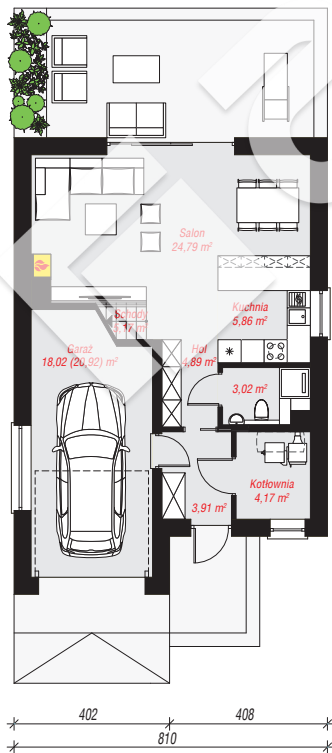 Salon
24,79 m²
Schody
Kuchnia
5,86 m²
Garaż
18,02 (20,92) m²
Hol
4,89 m²
3,02 m²
Kotłownia
4,17 m²
3,91 m²
402
408
810